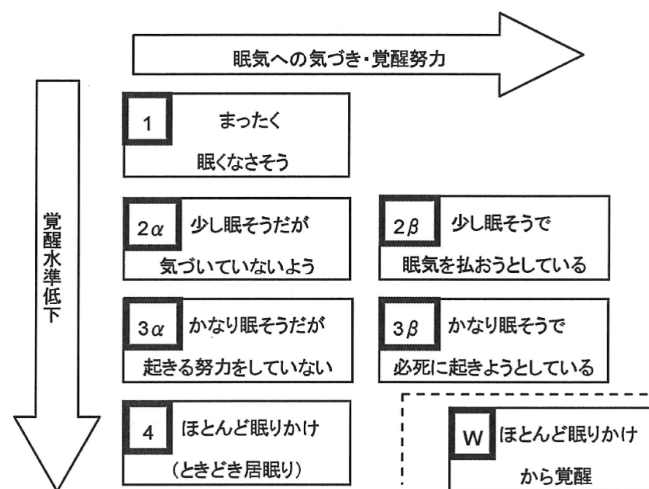 眠気への気づき・覚醒努力
覚醒水準低下
1 まったく
眠くなさそう
2α 少し眠そうだが
気づいていないよう
2β 少し眠そうで
眠気を払おうとしている
3α かなり眠そうだが
起きる努力をしていない
3β かなり眠そうで
必死に起きようとしている
4 ほとんど眠りかけ
(ときどき居眠り)
W ほとんど眠りかけ
から覚醒